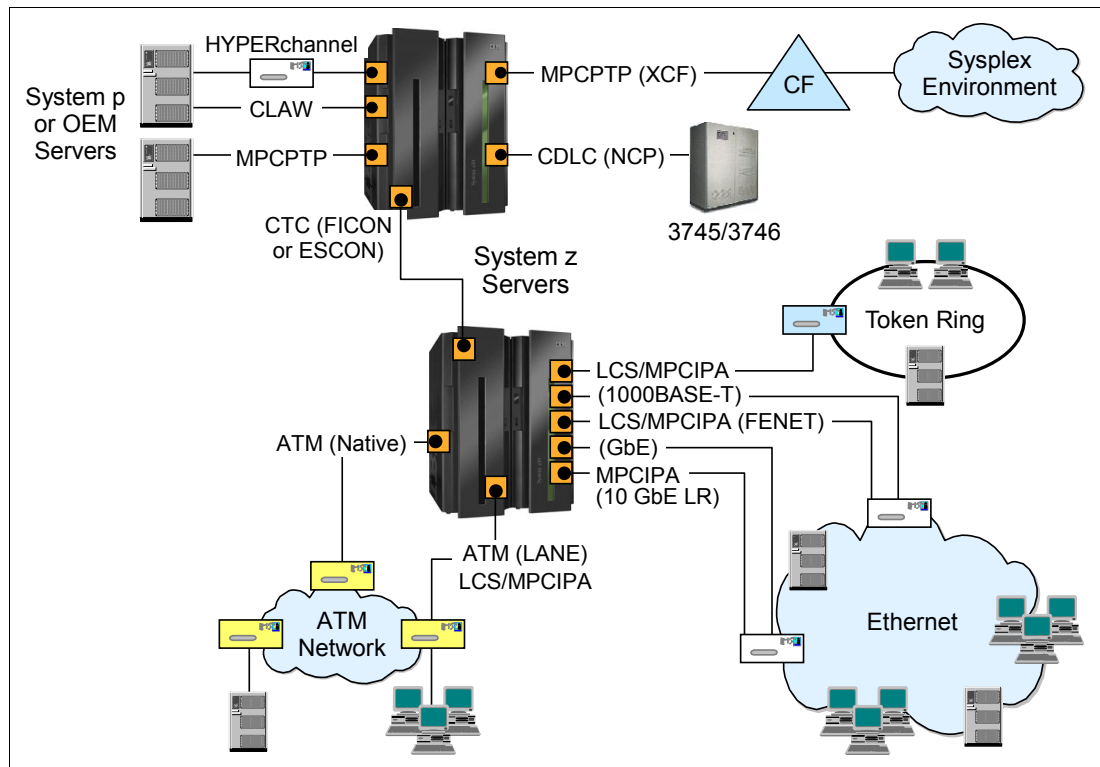 HYPERchannel
System p
or OEM
Servers
CLAW
MPCPTP
MPCPTP (XCF)
CF
Sysplex
Environment
CDLC (NCP)
3745/3746
CTC (FICON
or ESCON)
System z
Servers
Token Ring
LCS/MPCIPA
(1000BASE-T)
LCS/MPCIPA (FENET)
(GbE)
MPCIPA
(10 GbE LR)
ATM (Native)
ATM (LANE)
LCS/MPCIPA
ATM
Network
Ethernet